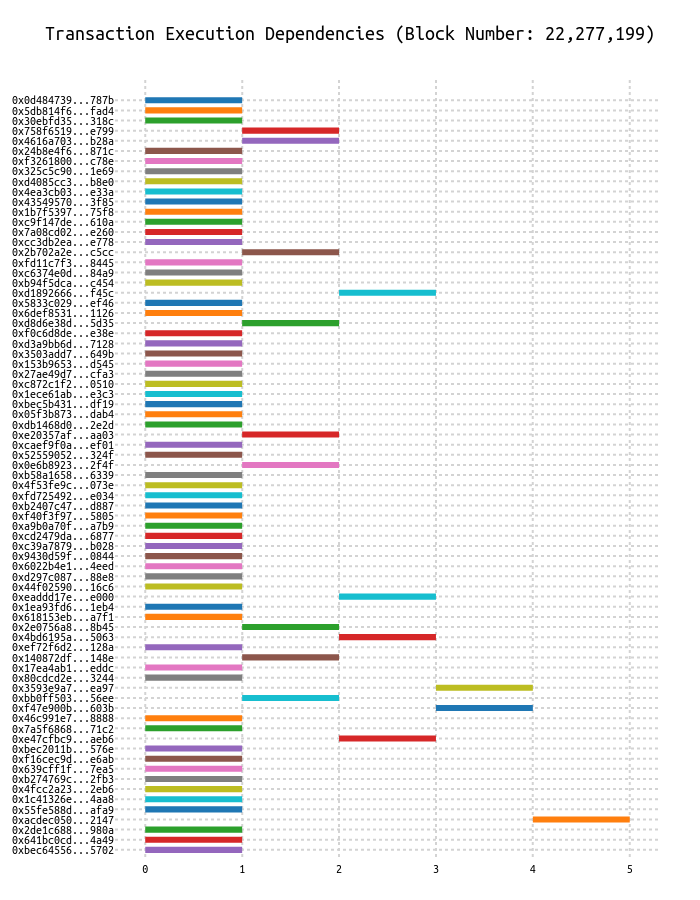 Transaction Execution Dependencies (Block Number: 22,277,199)
0x0d484739...787b
0x5db814f6...fad4
0x30ebfd35...318c
0x758f6519...e799
0x4616a703...b28a
0x24b8e4f6...871c
0xf3261800...c78e
0x325c5c90...1e69
0xd4085cc3...b8e0
0x4ea3cb03...e33a
0x43549570...3f85
0x1b7f5397...75f8
0xc9f147de...610a
0x7a08cd02...e260
0xcc3db2ea...e778
0x2b702a2e...c5cc
0xfd11c7f3...8445
0xc6374e0d...84a9
0xb94f5dca...c454
0xd1892666...f45c
0x5833c029...ef46
0x6def8531...1126
0xd8d6e38d...5d35
0xf0c6d8de...e38e
0xd3a9bb6d...7128
0x3503add7...649b
0x153b9653...d545
0x27ae49d7...cfa3
0xc872c1f2...0510
0x1ece61ab...e3c3
0xbec5b431...df19
0x05f3b873...dab4
0xdb1468d0...2e2d
0xe20357af...aa03
0xcaef9f0a...ef01
0x52559052...324f
0x0e6b8923...2f4f
0xb58a1658...6339
0x4f53fe9c...073e
0xfd725492...e034
0xb2407c47...d887
0xf40f3f97...5805
0xa9b0a70f...a7b9
0xcd2479da...6877
0xc39a7879...b028
0x9430d59f...0844
0x6022b4e1...4eed
0xd297c087...88e8
0x44f02590...16c6
0xeaddd17e...e000
0x1ea93fd6...1eb4
0x618153eb...a7f1
0x2e0756a8...8b45
0x4bd6195a...5063
0xef72f6d2...128a
0x140872df...148e
0x17ea4ab1...eddc
0x80cdcd2e...3244
0x3593e9a7...ea97
0xbb0ff503...56ee
0xf47e900b...603b
0x46c991e7...8888
0x7a5f6868...71c2
0xe47cfbc9...aeb6
0xbec2011b...576e
0xf16cec9d...e6ab
0x639cff1f...7ea5
0xb274769c...2fb3
0x4fcc2a23...2eb6
0x1c41326e...4aa8
0x55fe588d...afa9
0xacdec050...2147
0x2de1c688...980a
0x641bc0cd...4a49
0xbec64556...5702
0 1 2 3 4 5